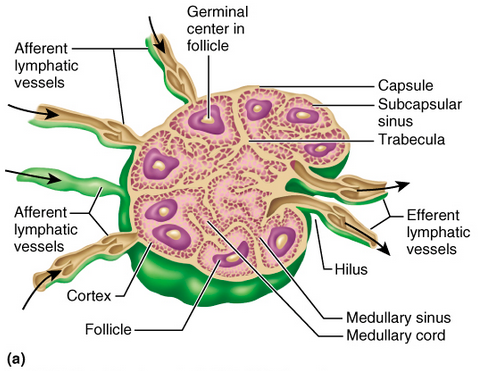 Germinal
center in
follicle
Afferent
lymphatic
vessels
Capsule
Subcapsular
sinus
Trabecula
Afferent
lymphatic
vessels
Efferent
lymphatic
vessels
Hilus
Cortex
Medullary sinus
Follicle
Medullary cord
(a)